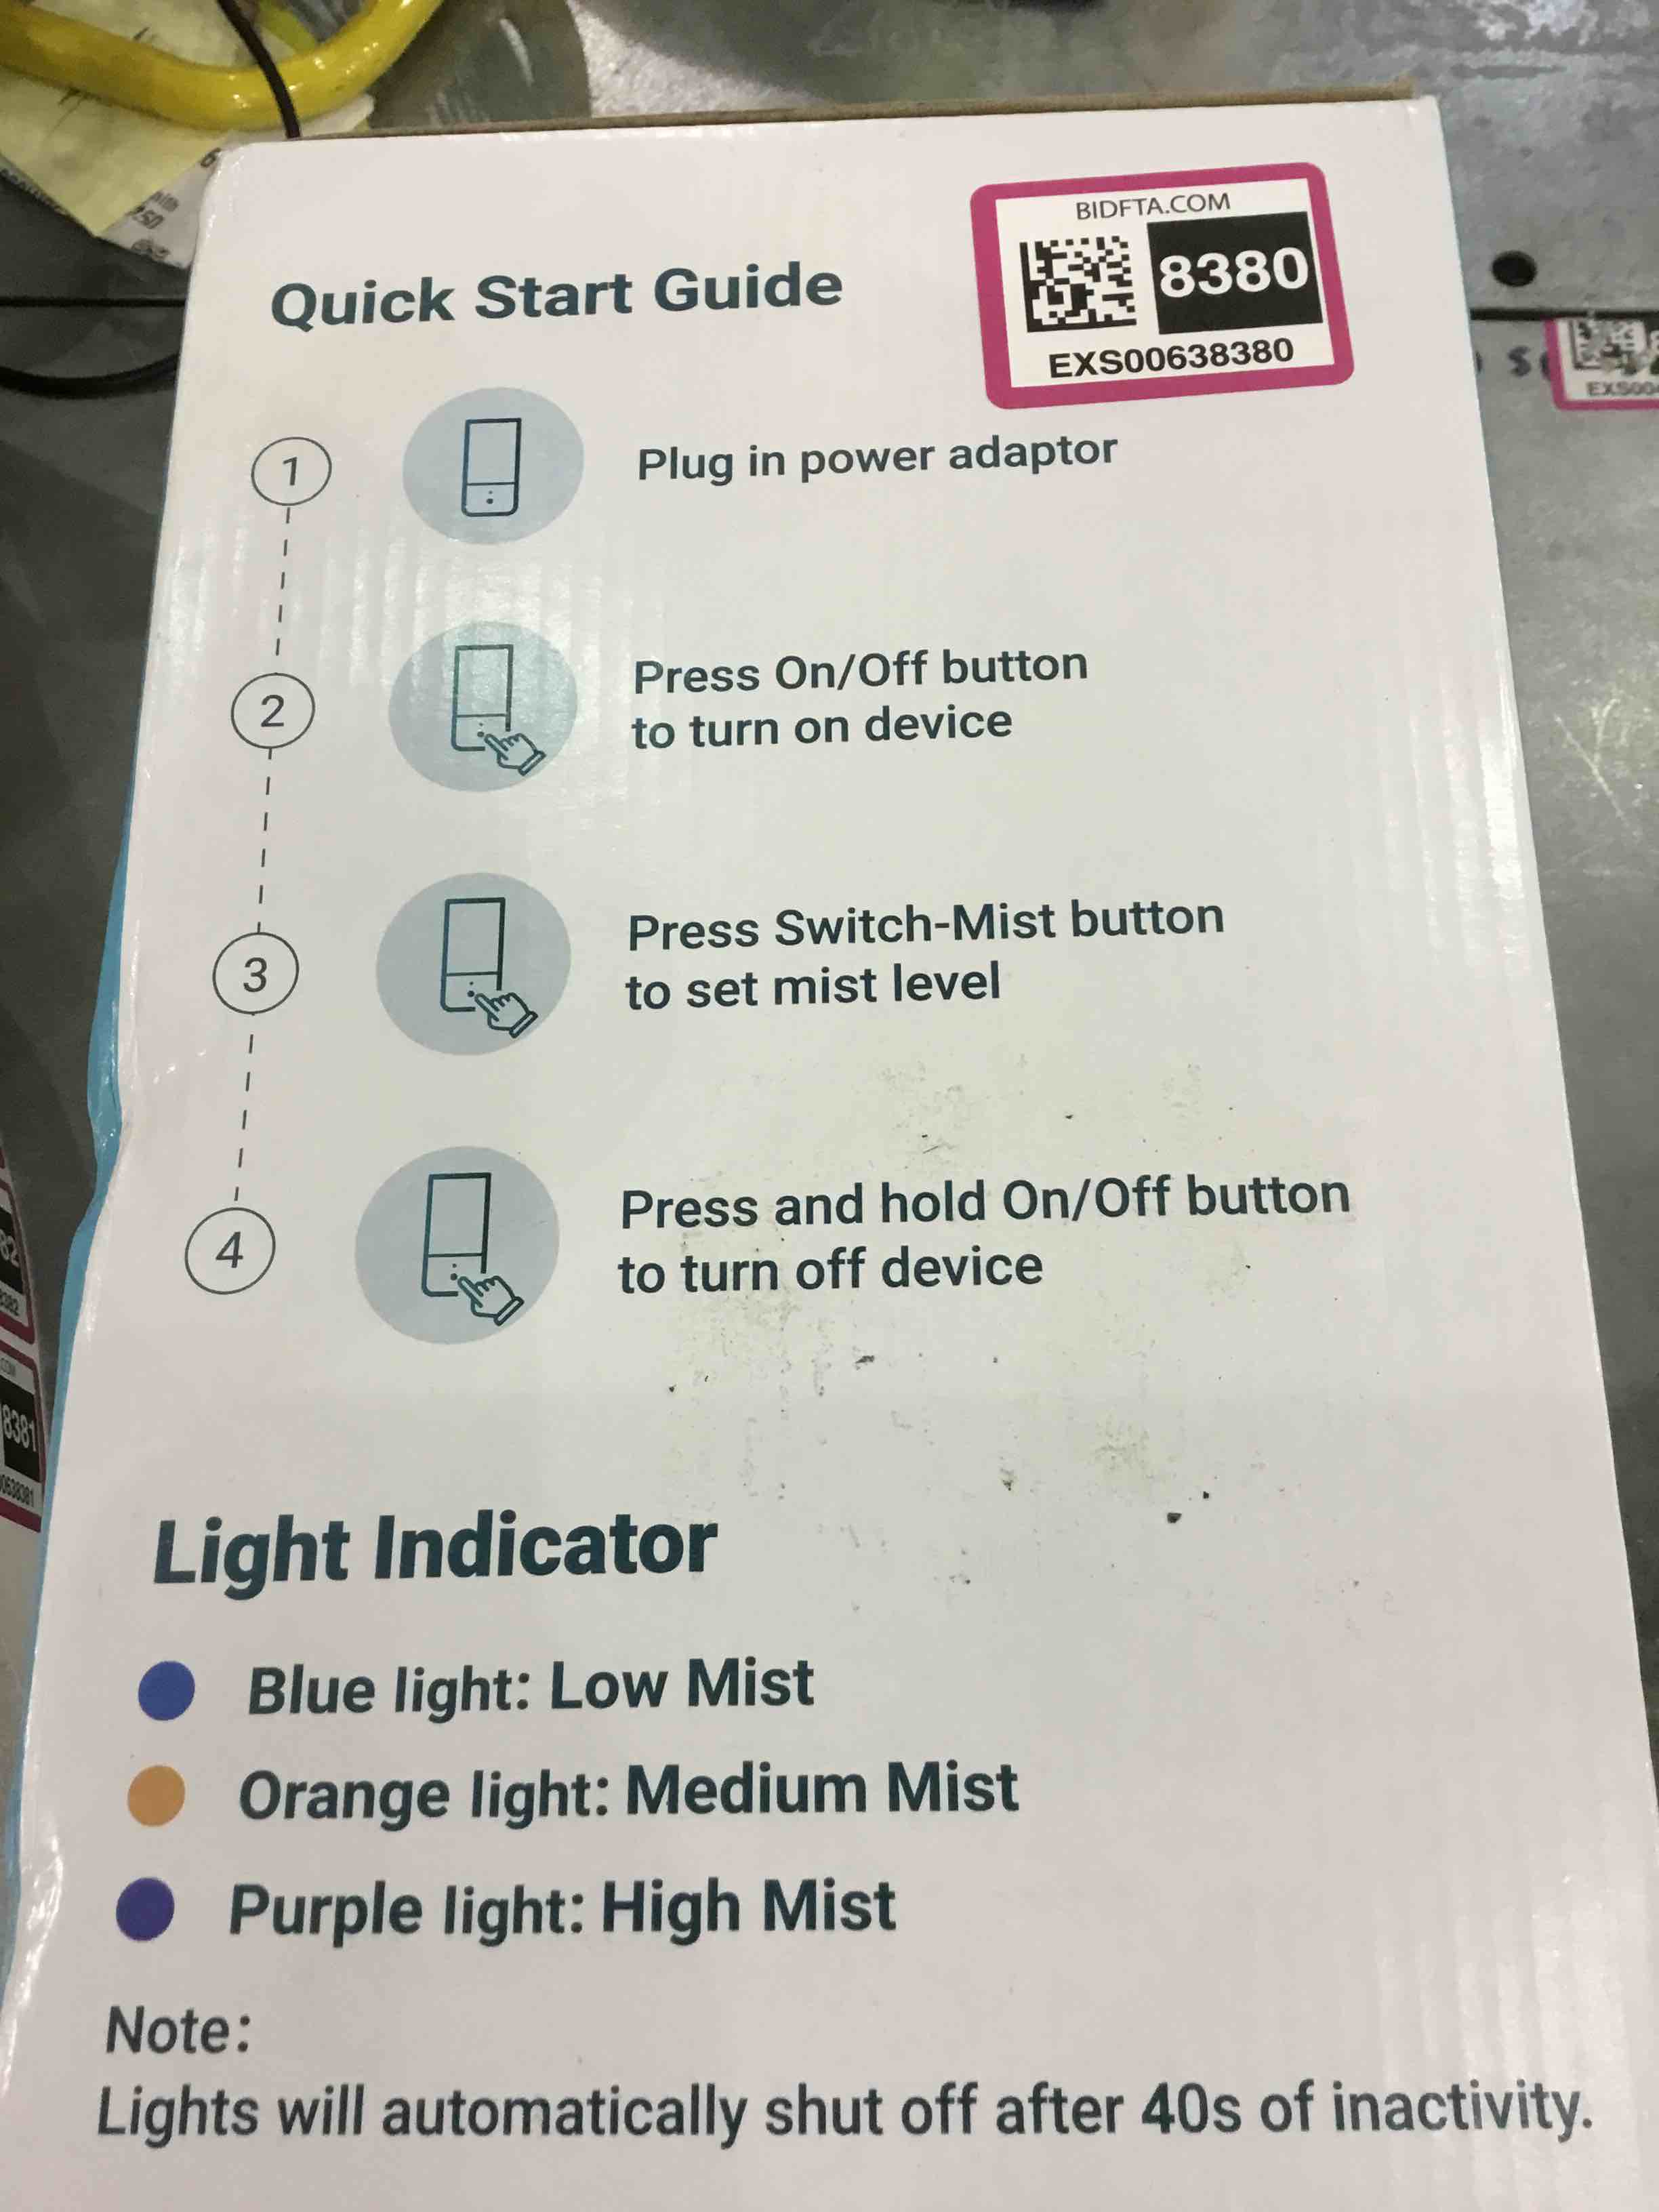 BIDFTA.COM
8380
EXS00638380
Quick Start Guide
1
Plug in power adaptor
2
Press On/Off button
to turn on device
3
Press Switch-Mist button
to set mist level
4
Press and hold On/Off button
to turn off device
Light Indicator
Blue light: Low Mist
Orange light: Medium Mist
Purple light: High Mist
Note:
Lights will automatically shut off after 40s of inactivity.
8381